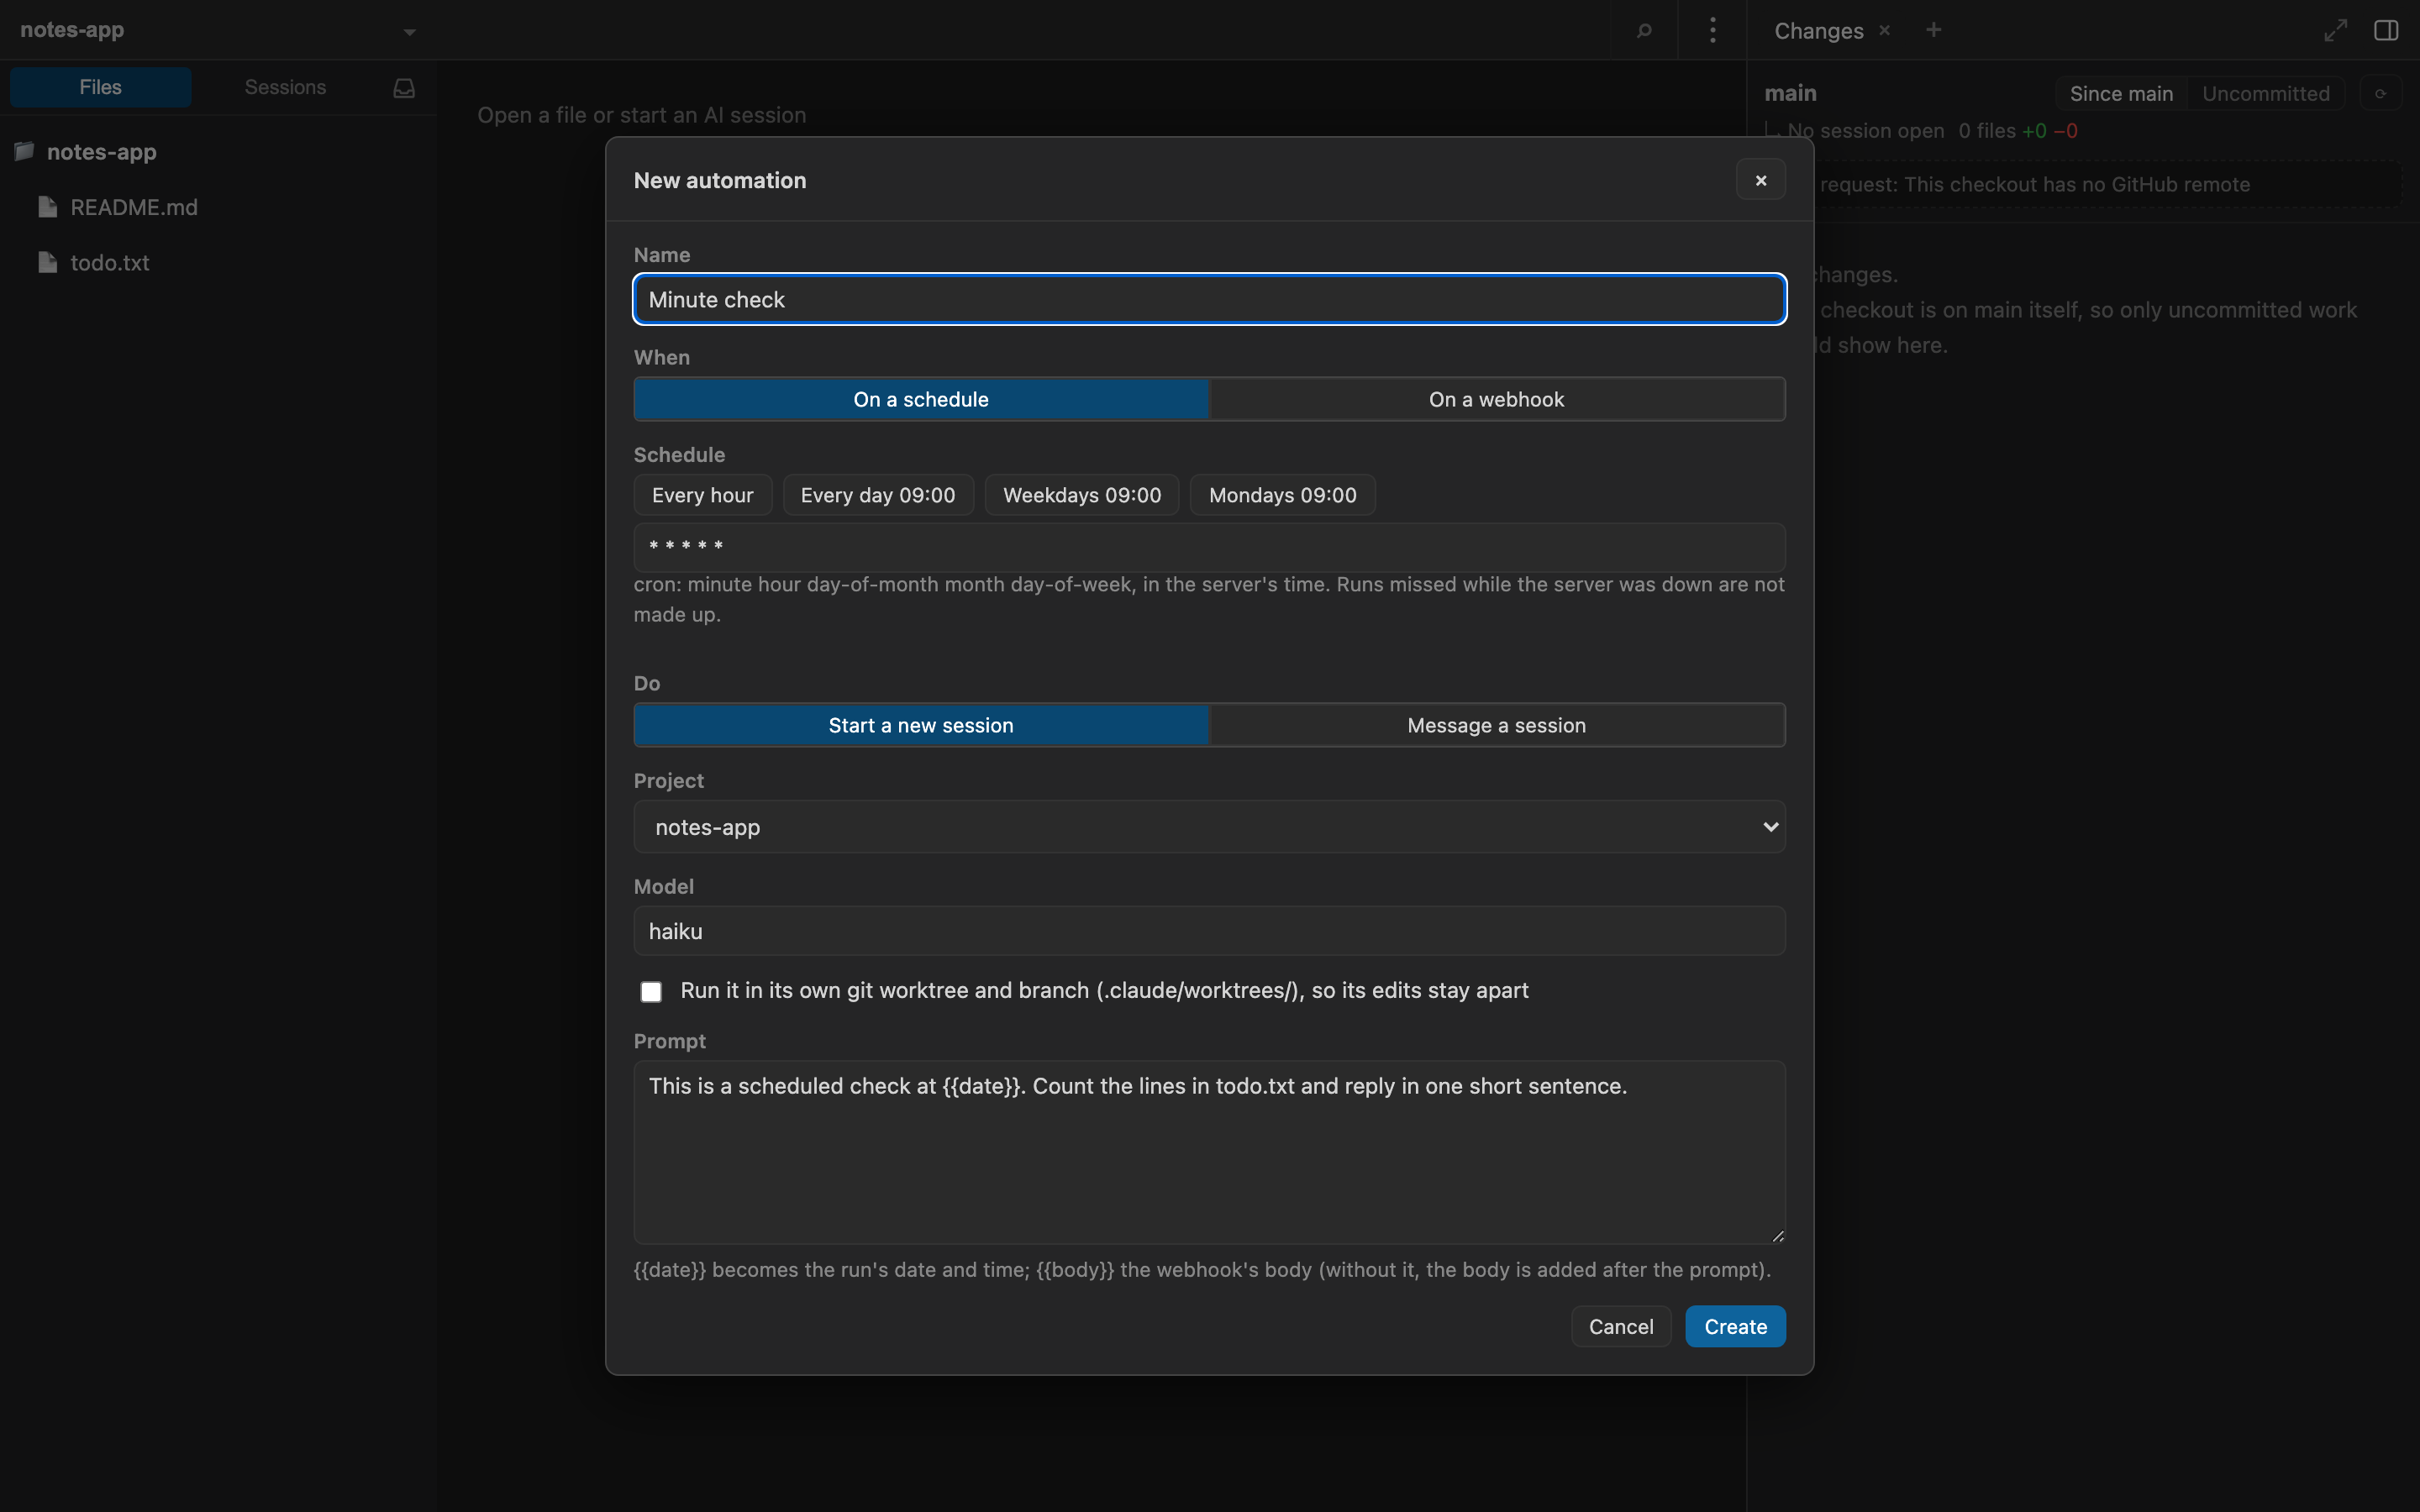 notes-app
Files
Sessions
notes-app
README.md
todo.txt
Open a file or start an AI session
Changes
main
Since main
Uncommitted
No session open 0 files +0 −0
request: This checkout has no GitHub remote
changes.
checkout is on main itself, so only uncommitted work
show here.
New automation
Name
Minute check
When
On a schedule
On a webhook
Schedule
Every hour
Every day 09:00
Weekdays 09:00
Mondays 09:00
* * * * *
cron: minute hour day-of-month month day-of-week, in the server's time. Runs missed while the server was down are not
made up.
Do
Start a new session
Message a session
Project
notes-app
Model
haiku
Run it in its own git worktree and branch (.claude/worktrees/), so its edits stay apart
Prompt
This is a scheduled check at {{date}}. Count the lines in todo.txt and reply in one short sentence.
{{date}} becomes the run's date and time; {{body}} the webhook's body (without it, the body is added after the prompt).
Cancel
Create